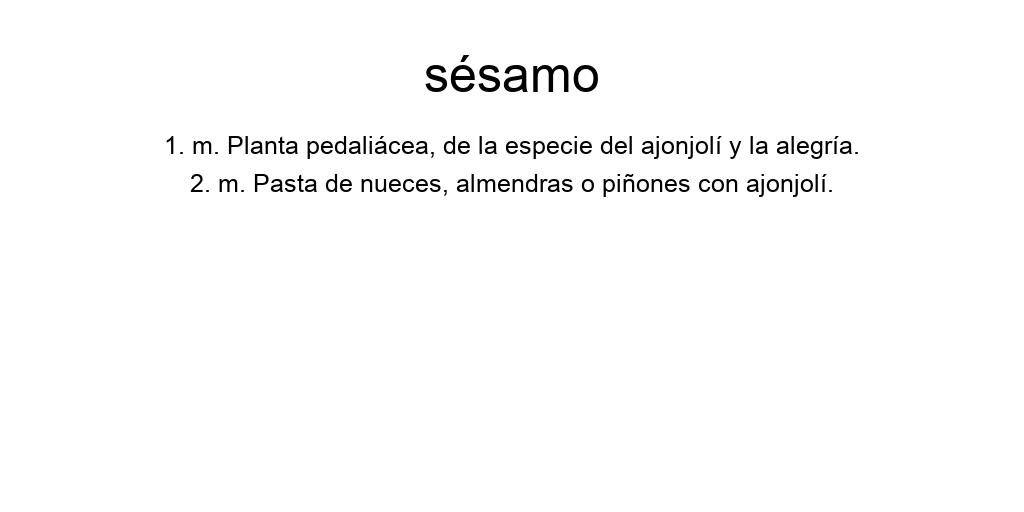 sésamo
1. m. Planta pedaliácea, de la especie del ajonjolí y la alegría.
2. m. Pasta de nueces, almendras o piñones con ajonjolí.